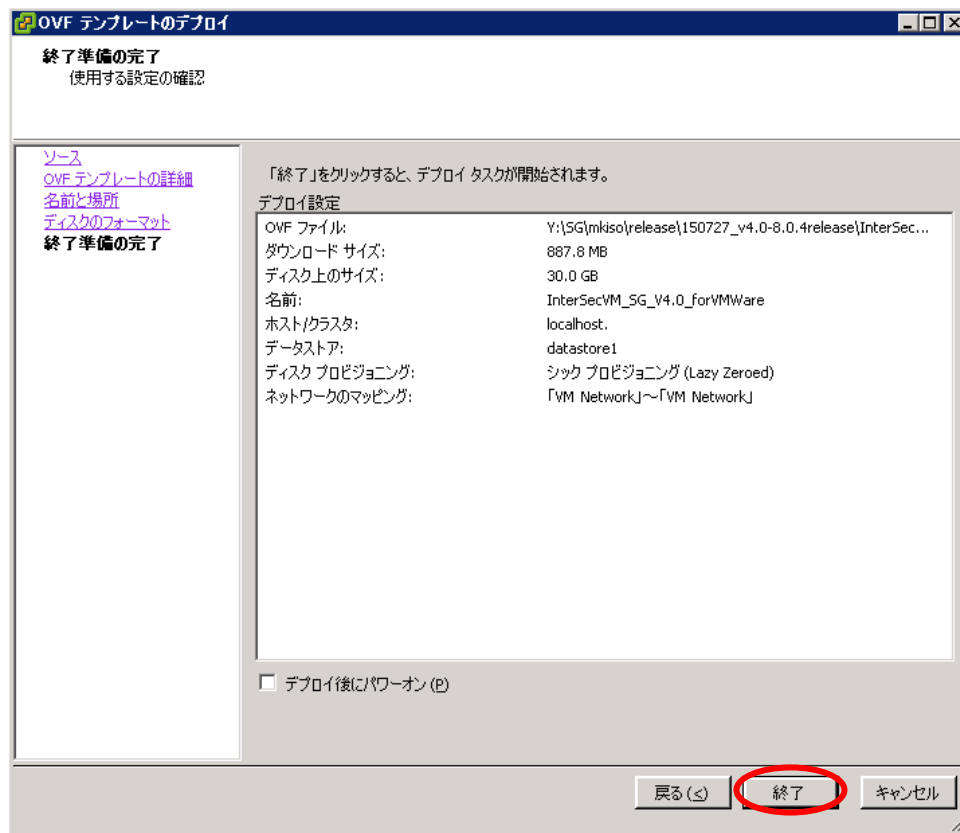 OVF テンプレートのデプロイ
終了準備の完了
使用する設定の確認
ソース
OVF テンプレートの詳細
名前と場所
ディスクのフォーマット
終了準備の完了
「終了」をクリックすると、デプロイ タスクが開始されます。
デプロイ設定
OVF ファイル: Y:\SG\mkiso\release\150727_v4.0-8.0.4release\InterSec...
ダウンロード サイズ: 887.8 MB
ディスク上のサイズ: 30.0 GB
名前: InterSecVM_SG_V4.0_forVMWare
ホスト/クラスタ: localhost.
データストア: datastore1
ディスク プロビジョニング: シック プロビジョニング (Lazy Zeroed)
ネットワークのマッピング: 「VM Network」～「VM Network」
デプロイ後にパワーオン (P)
戻る (≤) 終了 キャンセル